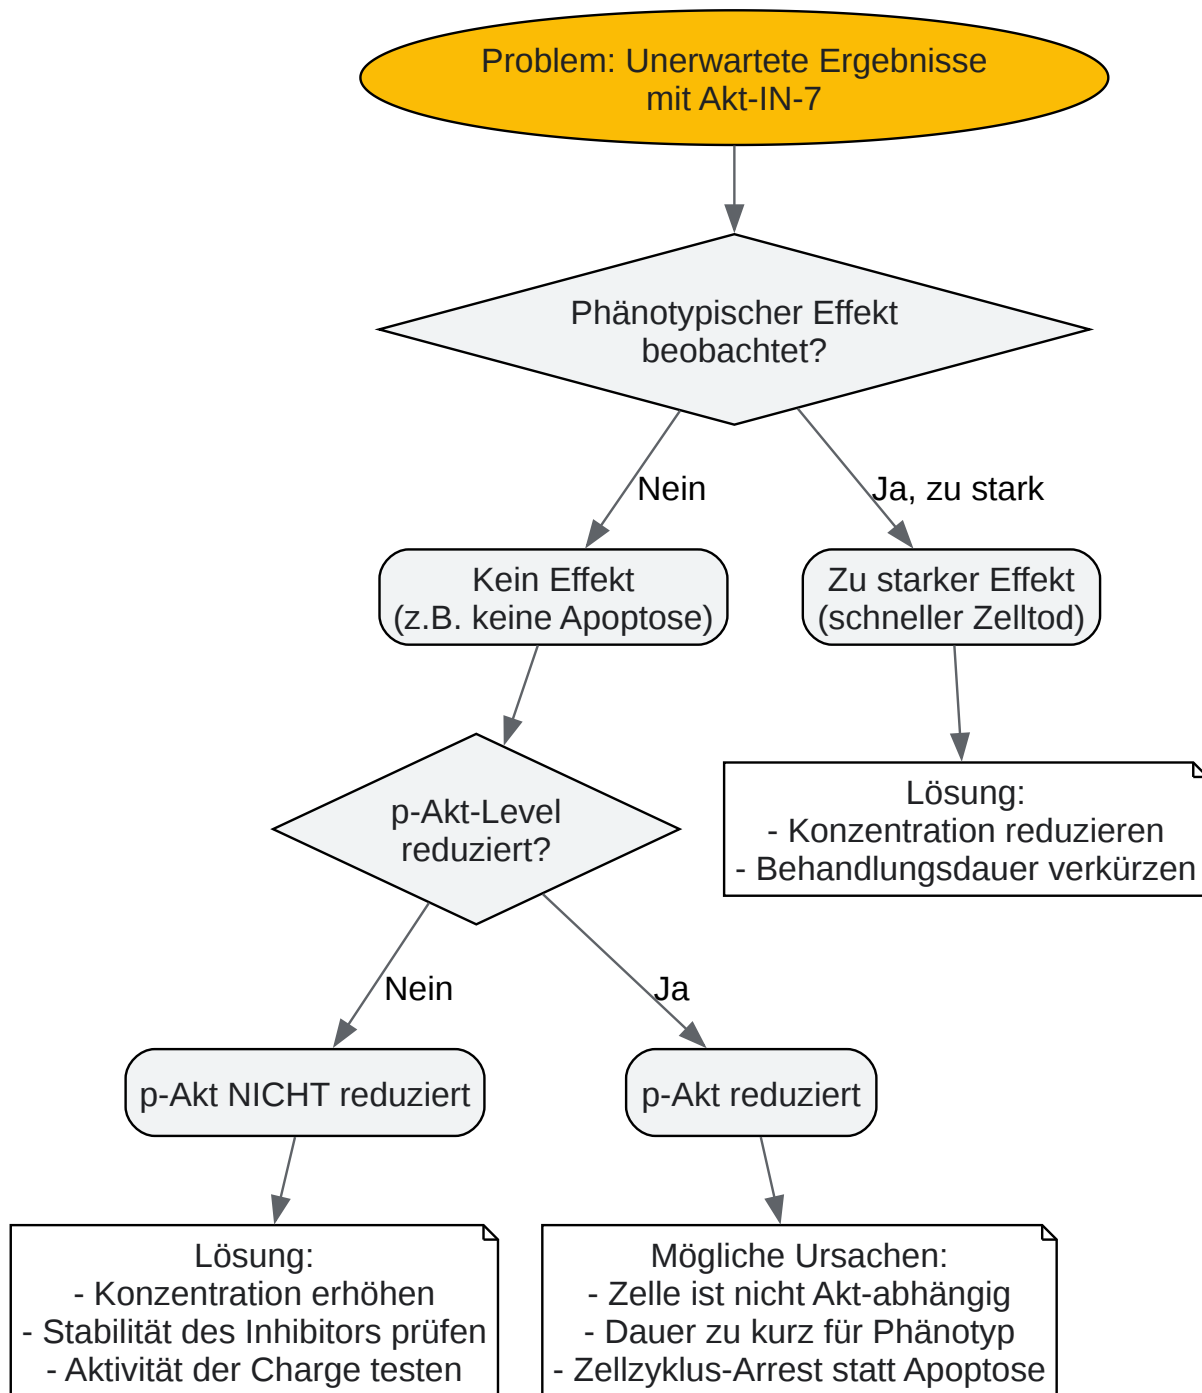 Problem: Unerwartete Ergebnisse
mit Akt-IN-7
Phänotypischer Effekt
beobachtet?
Nein
Ja, zu stark
Kein Effekt
(z.B. keine Apoptose)
Zu starker Effekt
(schneller Zelltod)
p-Akt-Level
reduziert?
Lösung:
- Konzentration reduzieren
- Behandlungsdauer verkürzen
Nein
Ja
p-Akt NICHT reduziert
p-Akt reduziert
Lösung:
- Konzentration erhöhen
- Stabilität des Inhibitors prüfen
- Aktivität der Charge testen
Mögliche Ursachen:
- Zelle ist nicht Akt-abhängig
- Dauer zu kurz für Phänotyp
- Zellzyklus-Arrest statt Apoptose